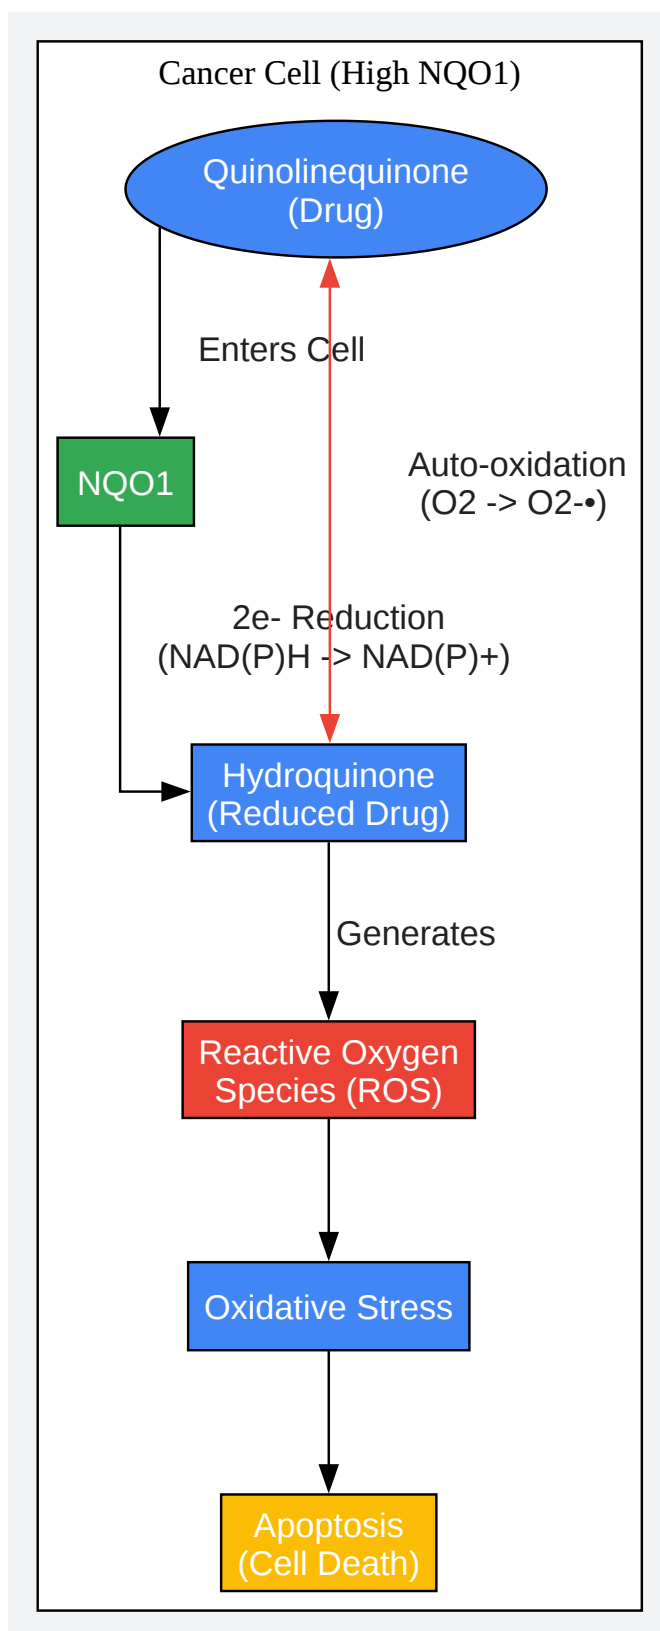 Cancer Cell (High NQO1)
Quinolinequinone
(Drug)
Enters Cell
Auto-oxidation
(O2 -> O2-•)
NQO1
2e- Reduction
(NAD(P)H -> NAD(P)+)
Hydroquinone
(Reduced Drug)
Generates
Reactive Oxygen
Species (ROS)
Oxidative Stress
Apoptosis
(Cell Death)